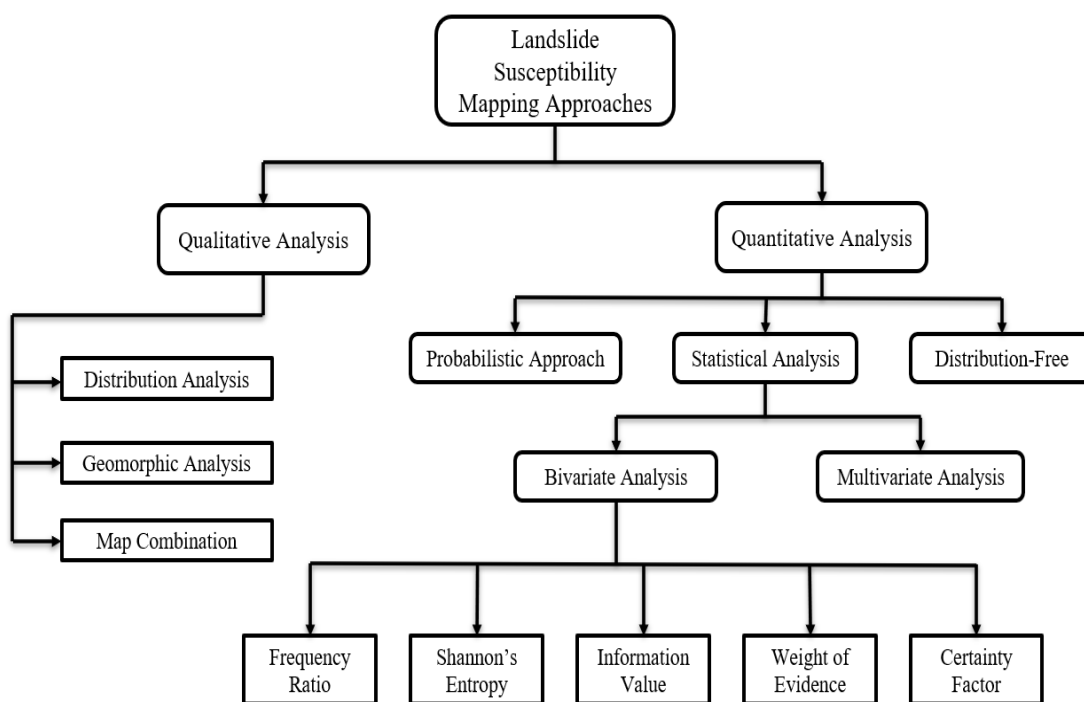 Landslide
Susceptibility
Mapping Approaches
Qualitative Analysis
Quantitative Analysis
Probabilistic Approach
Statistical Analysis
Distribution-Free
Distribution Analysis
Geomorphic Analysis
Map Combination
Bivariate Analysis
Multivariate Analysis
Frequency
Ratio
Shannon’s
Entropy
Information
Value
Weight of
Evidence
Certainty
Factor